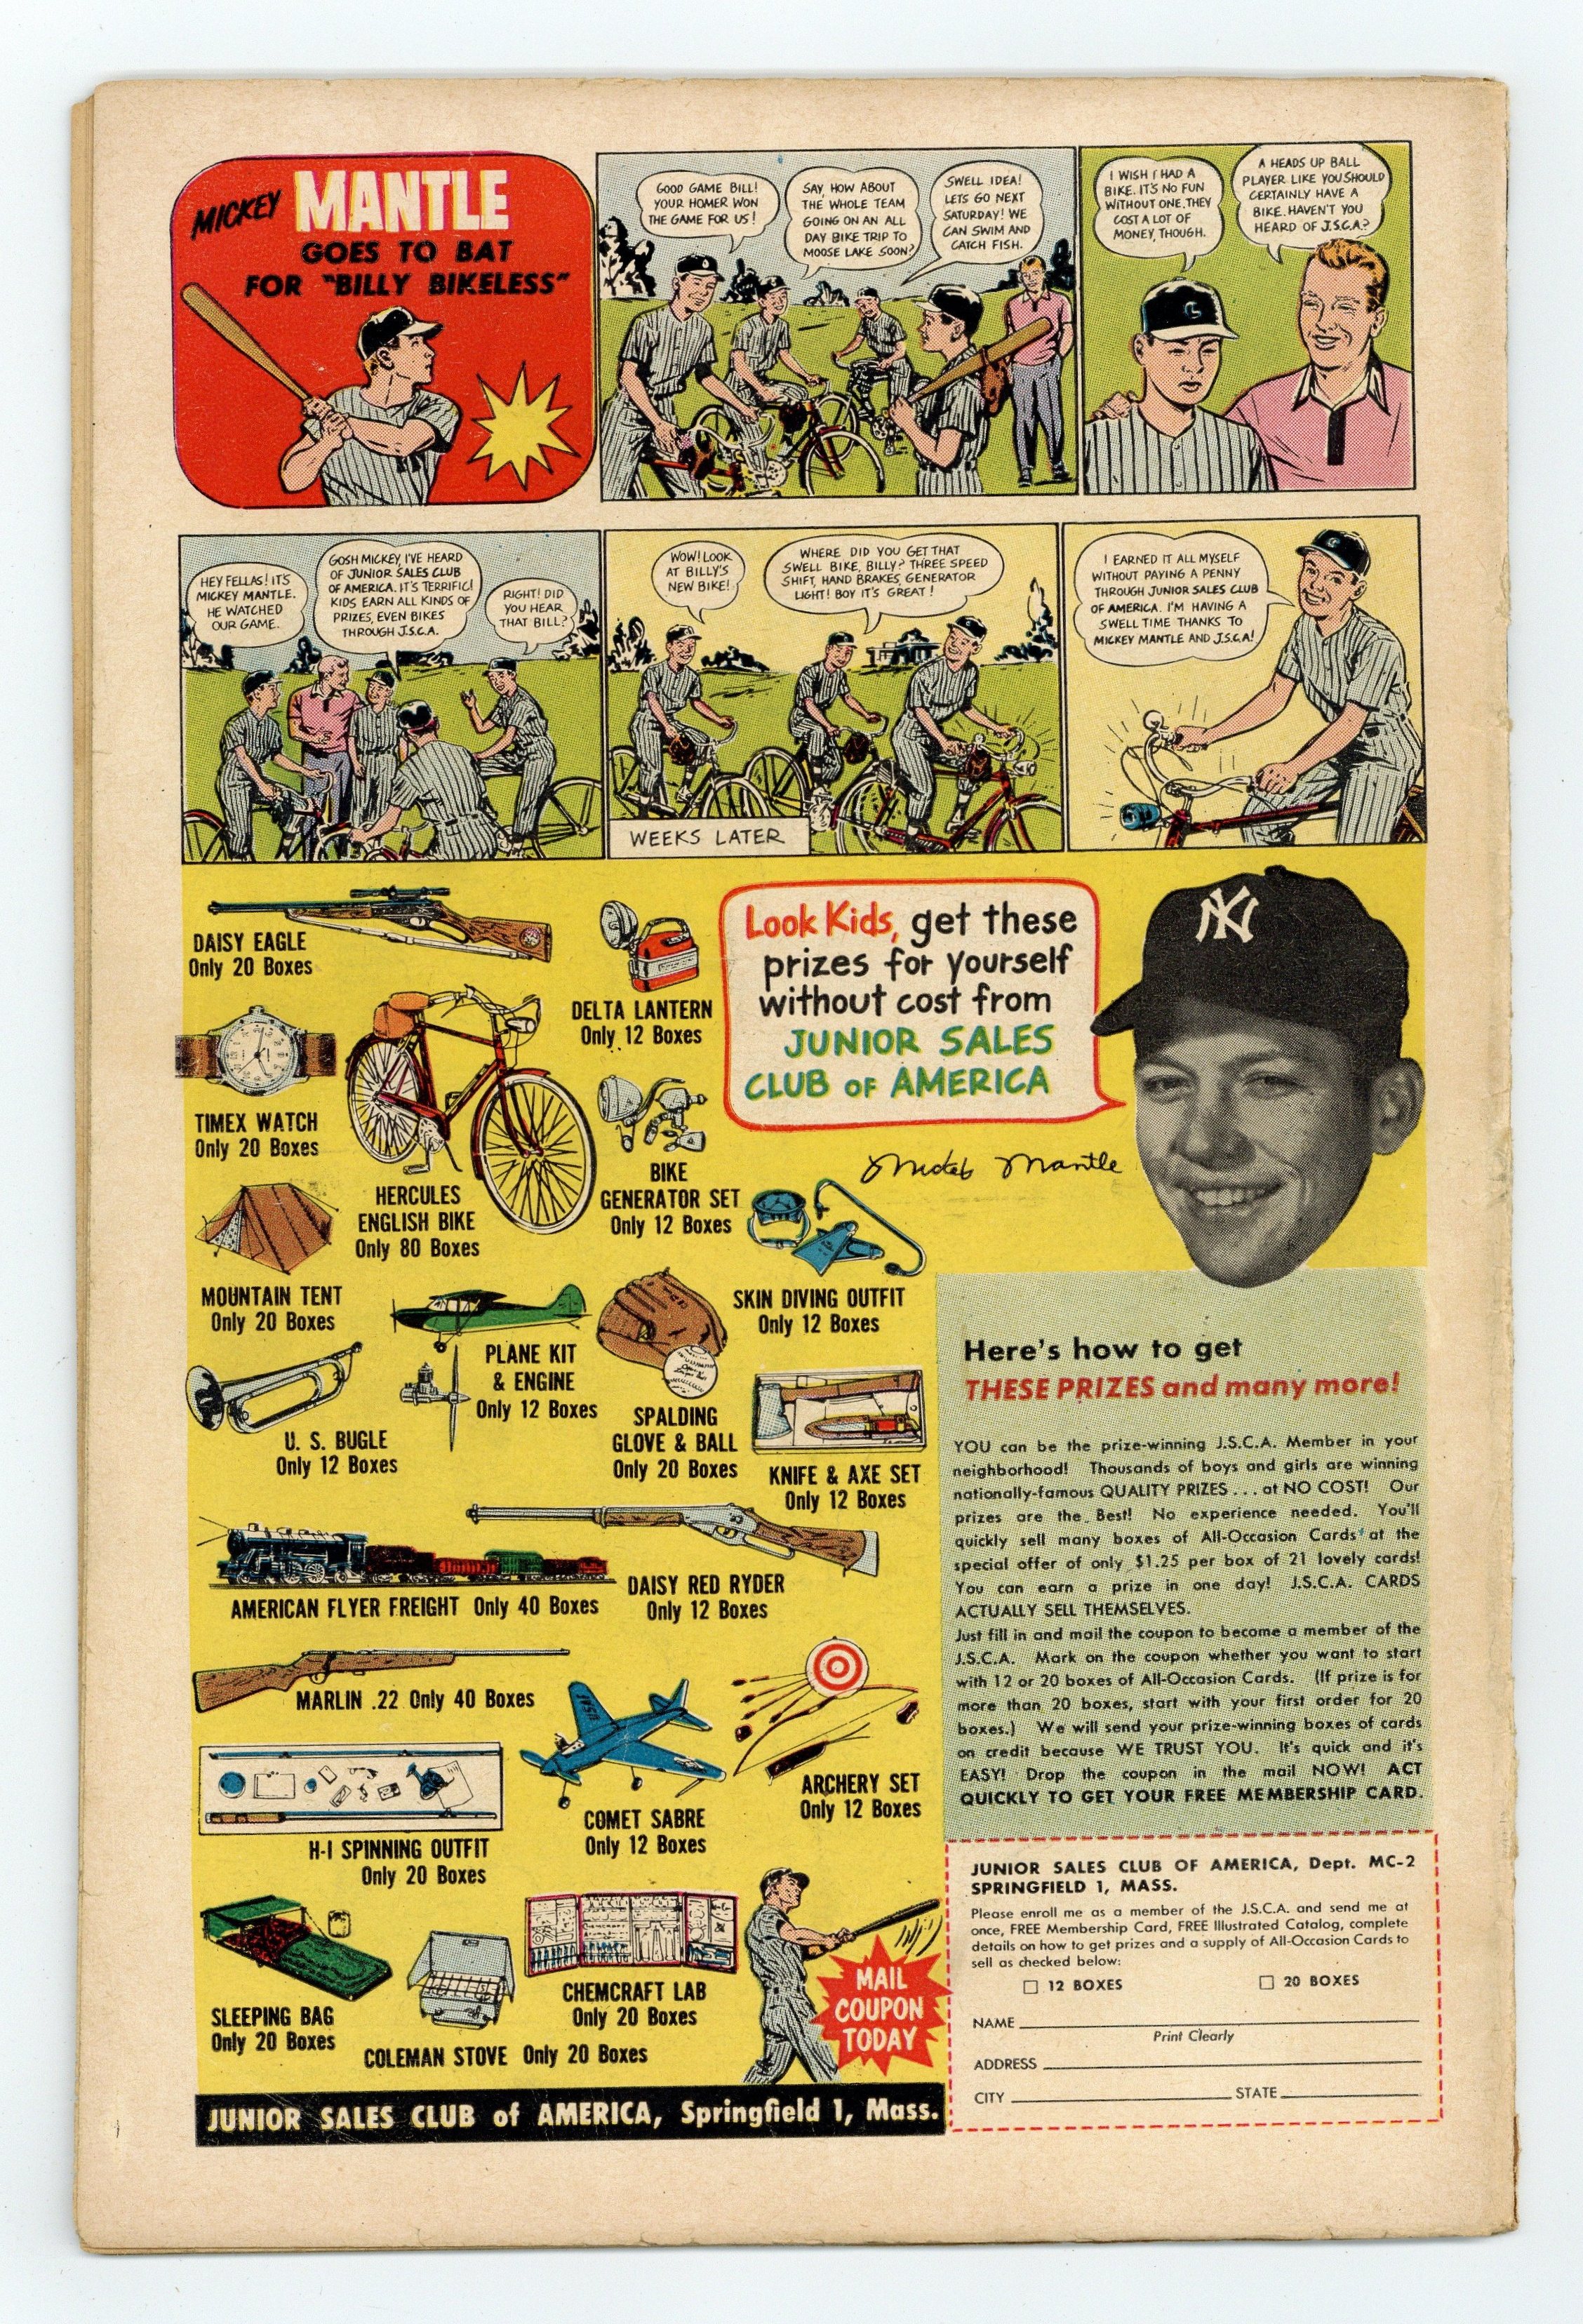 MICKEY
MANTLE
GOES TO BAT
FOR "BILLY BIKELESS"
GOOD GAME BILL!
YOUR HOMER WON
THE GAME FOR US!
SAY, HOW ABOUT
THE WHOLE TEAM
GOING ON AN ALL
DAY BIKE TRIP TO
MOOSE LAKE SOON?
SWELL IDEA!
LETS GO NEXT
SATURDAY! WE
CAN SWIM AND
CATCH FISH.
I WISH I HAD A
BIKE. IT'S NO FUN
WITHOUT ONE. THEY
COST A LOT OF
MONEY, THOUGH.
A HEADS UP BALL
PLAYER LIKE YOU SHOULD
CERTAINLY HAVE A
BIKE. HAVEN'T YOU
HEARD OF J.S.C.A.?
G
HEY FELLAS! IT'S
MICKEY MANTLE.
HE WATCHED
OUR GAME.
GOSH MICKEY, I'VE HEARD
OF JUNIOR SALES CLUB
OF AMERICA. IT'S TERRIFIC!
KIDS EARN ALL KINDS OF
PRIZES, EVEN BIKES
THROUGH J.S.C.A.
RIGHT! DID
YOU HEAR
THAT BILL?
WOW! LOOK
AT BILLY'S
NEW BIKE!
WHERE DID YOU GET THAT
SWELL BIKE, BILLY? THREE SPEED
SHIFT, HAND BRAKES, GENERATOR
LIGHT! BOY IT'S GREAT!
WEEKS LATER
I EARNED IT ALL MYSELF
WITHOUT PAYING A PENNY
THROUGH JUNIOR SALES CLUB
OF AMERICA. I'M HAVING A
SWELL TIME THANKS TO
MICKEY MANTLE AND J.S.C.A!
DAISY EAGLE
Only 20 Boxes
DELTA LANTERN
Only 12 Boxes
Look Kids, get these
prizes for yourself
without cost from
JUNIOR SALES
CLUB OF AMERICA
NY
Mickey Mantle
TIMEX WATCH
Only 20 Boxes
HERCULES
ENGLISH BIKE
Only 80 Boxes
BIKE
GENERATOR SET
Only 12 Boxes
MOUNTAIN TENT
Only 20 Boxes
SKIN DIVING OUTFIT
Only 12 Boxes
PLANE KIT
& ENGINE
Only 12 Boxes
SPALDING
GLOVE & BALL
Only 20 Boxes
U. S. BUGLE
Only 12 Boxes
KNIFE & AXE SET
Only 12 Boxes
AMERICAN FLYER FREIGHT Only 40 Boxes
DAISY RED RYDER
Only 12 Boxes
MARLIN .22 Only 40 Boxes
USAF
COMET SABRE
Only 12 Boxes
ARCHERY SET
Only 12 Boxes
H-I SPINNING OUTFIT
Only 20 Boxes
SLEEPING BAG
Only 20 Boxes
COLEMAN STOVE Only 20 Boxes
CHEMCRAFT LAB
Only 20 Boxes
MAIL
COUPON
TODAY
JUNIOR SALES CLUB of AMERICA, Springfield 1, Mass.
Here's how to get
THESE PRIZES and many more!
YOU can be the prize-winning J.S.C.A. Member in your
neighborhood! Thousands of boys and girls are winning
nationally-famous QUALITY PRIZES . . . at NO COST! Our
prizes are the Best! No experience needed. You'll
quickly sell many boxes of All-Occasion Cards at the
special offer of only $1.25 per box of 21 lovely cards!
You can earn a prize in one day! J.S.C.A. CARDS
ACTUALLY SELL THEMSELVES.
Just fill in and mail the coupon to become a member of the
J.S.C.A. Mark on the coupon whether you want to start
with 12 or 20 boxes of All-Occasion Cards. (If prize is for
more than 20 boxes, start with your first order for 20
boxes.) We will send your prize-winning boxes of cards
on credit because WE TRUST YOU. It's quick and it's
EASY! Drop the coupon in the mail NOW! ACT
QUICKLY TO GET YOUR FREE MEMBERSHIP CARD.
JUNIOR SALES CLUB OF AMERICA, Dept. MC-2
SPRINGFIELD 1, MASS.
Please enroll me as a member of the J.S.C.A. and send me at
once, FREE Membership Card, FREE Illustrated Catalog, complete
details on how to get prizes and a supply of All-Occasion Cards to
sell as checked below:
12 BOXES 20 BOXES
NAME
Print Clearly
ADDRESS
CITY STATE